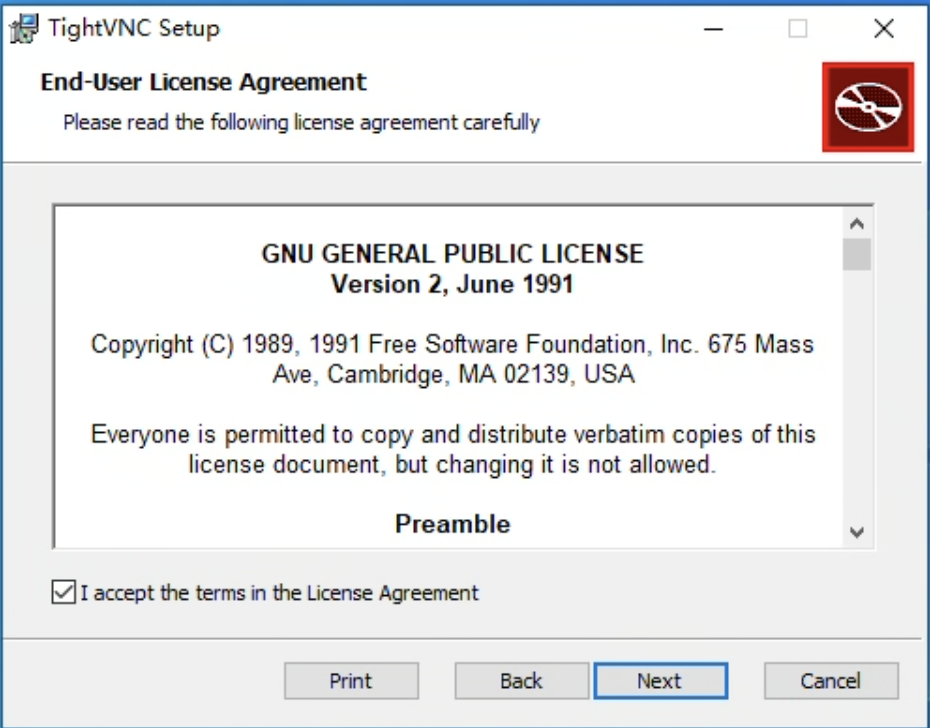 TightVNC Setup
End-User License Agreement
Please read the following license agreement carefully
GNU GENERAL PUBLIC LICENSE
Version 2, June 1991
Copyright (C) 1989, 1991 Free Software Foundation, Inc. 675 Mass
Ave, Cambridge, MA 02139, USA
Everyone is permitted to copy and distribute verbatim copies of this
license document, but changing it is not allowed.
Preamble
I accept the terms in the License Agreement
Print
Back
Next
Cancel